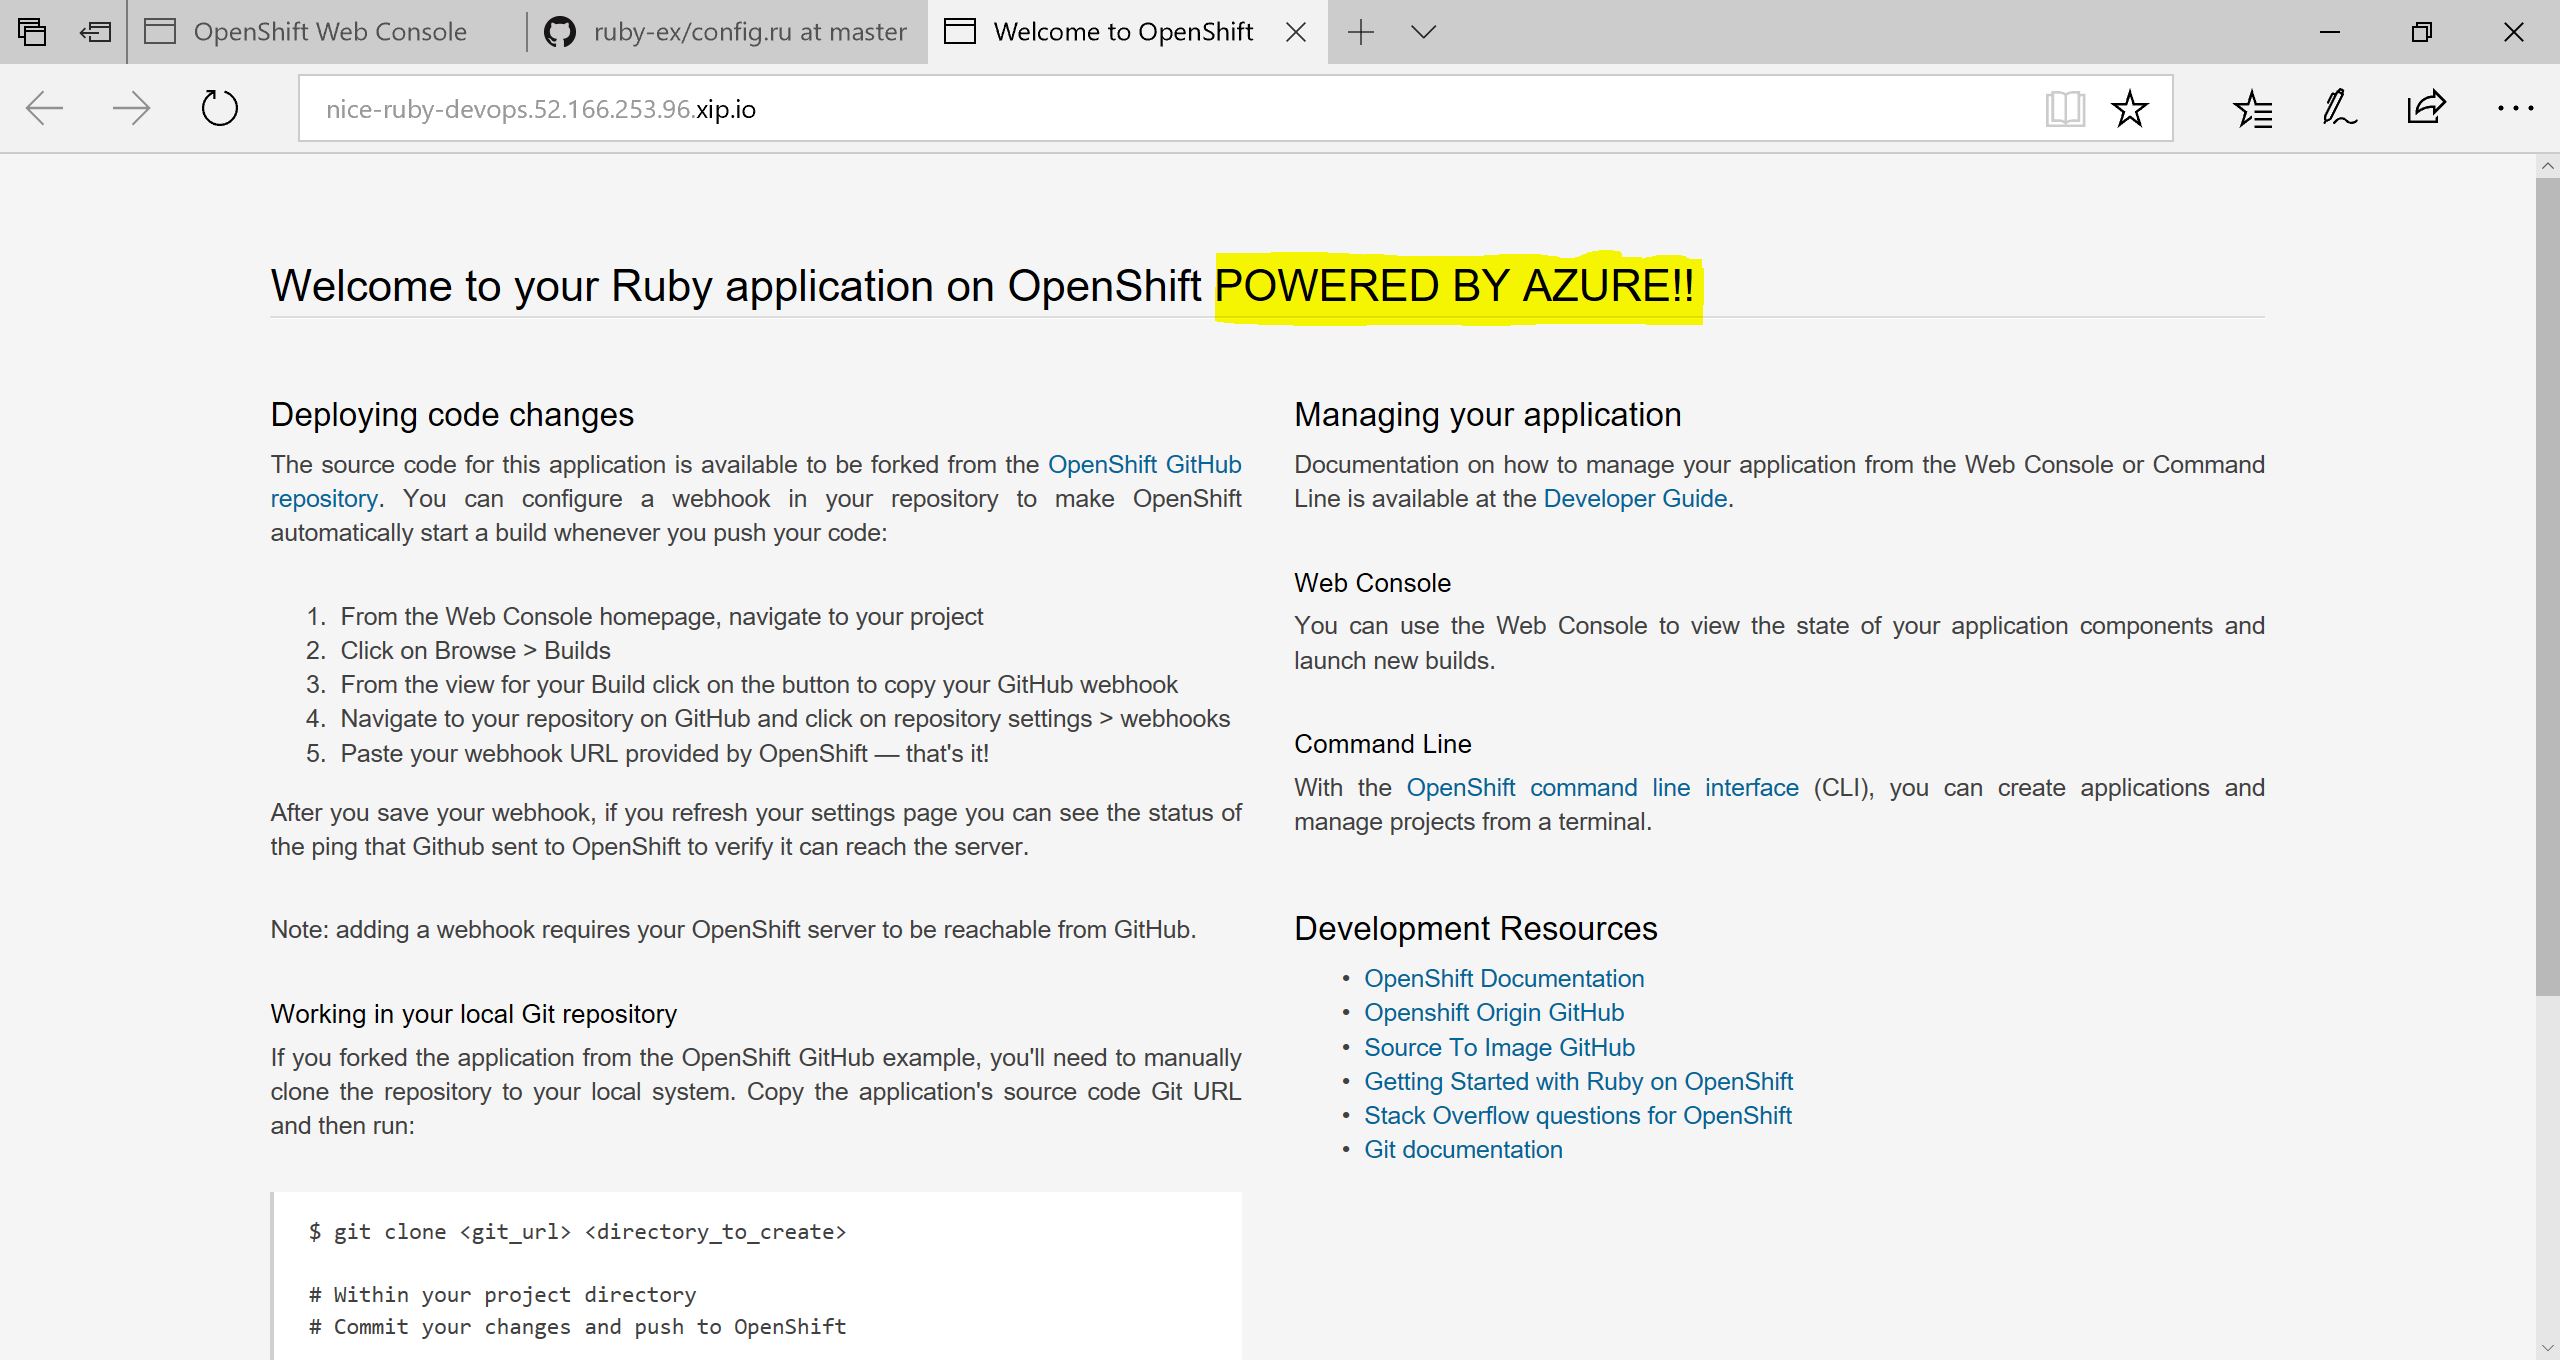 OpenShift Web Console
ruby-ex/config.ru at master
Welcome to OpenShift
nice-ruby-devops.52.166.253.96.xip.io
Welcome to your Ruby application on OpenShift POWERED BY AZURE!!
Deploying code changes
The source code for this application is available to be forked from the OpenShift GitHub
repository. You can configure a webhook in your repository to make OpenShift
automatically start a build whenever you push your code:
1. From the Web Console homepage, navigate to your project
2. Click on Browse > Builds
3. From the view for your Build click on the button to copy your GitHub webhook
4. Navigate to your repository on GitHub and click on repository settings > webhooks
5. Paste your webhook URL provided by OpenShift — that's it!
After you save your webhook, if you refresh your settings page you can see the status of
the ping that Github sent to OpenShift to verify it can reach the server.
Note: adding a webhook requires your OpenShift server to be reachable from GitHub.
Working in your local Git repository
If you forked the application from the OpenShift GitHub example, you'll need to manually
clone the repository to your local system. Copy the application's source code Git URL
and then run:
$ git clone <git_url> <directory_to_create>
# Within your project directory
# Commit your changes and push to OpenShift
Managing your application
Documentation on how to manage your application from the Web Console or Command
Line is available at the Developer Guide.
Web Console
You can use the Web Console to view the state of your application components and
launch new builds.
Command Line
With the OpenShift command line interface (CLI), you can create applications and
manage projects from a terminal.
Development Resources
• OpenShift Documentation
• Openshift Origin GitHub
• Source To Image GitHub
• Getting Started with Ruby on OpenShift
• Stack Overflow questions for OpenShift
• Git documentation